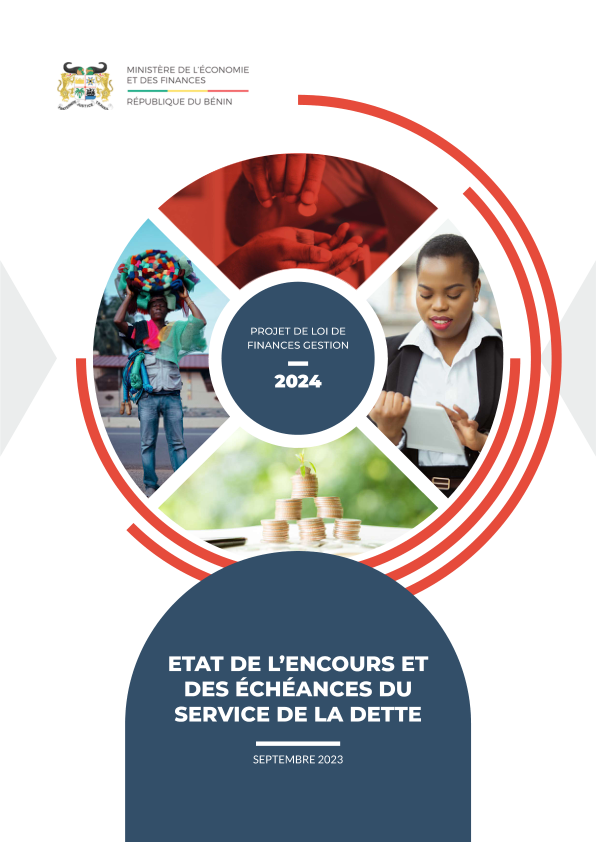 MINISTÈRE DE L'ÉCONOMIE
ET DES FINANCES
RÉPUBLIQUE DU BÉNIN
PROJET DE LOI DE
FINANCES GESTION
2024
ETAT DE L'ENCOURS ET
DES ÉCHÉANCES DU
SERVICE DE LA DETTE
SEPTEMBRE 2023